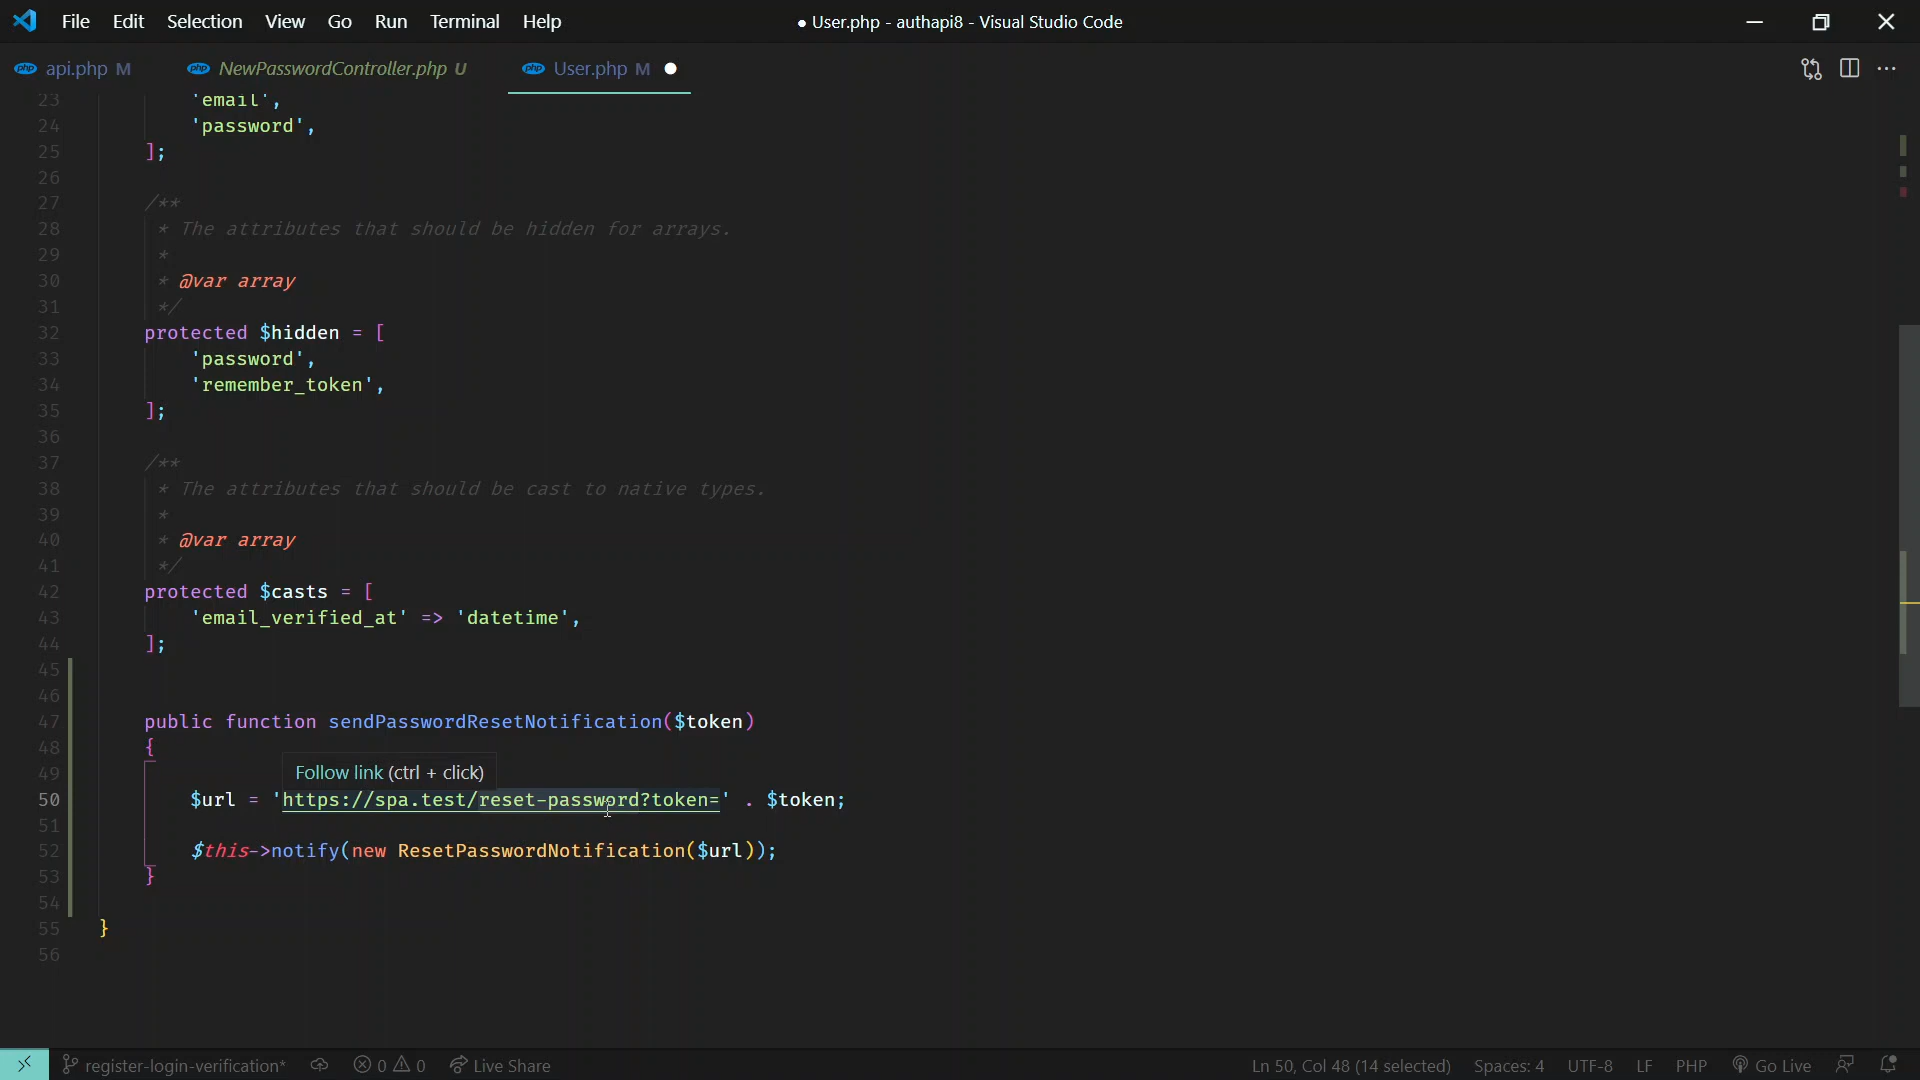 File Edit Selection View Go Run Terminal Help
● User.php - authapi8 - Visual Studio Code
php api.php M
php NewPasswordController.php U
php User.php M ●
23 'email',
24 'password',
25 ];
26
27 /**
28 * The attributes that should be hidden for arrays.
29 *
30 * @var array
31 */
32 protected $hidden = [
33 'password',
34 'remember_token',
35 ];
36
37 /**
38 * The attributes that should be cast to native types.
39 *
40 * @var array
41 */
42 protected $casts = [
43 'email_verified_at' => 'datetime',
44 ];
45
46
47 public function sendPasswordResetNotification($token)
48 {
49
Follow link (ctrl + click)
50 $url = 'https://spa.test/reset-password?token=' . $token;
51
52 $this->notify(new ResetPasswordNotification($url));
53 }
54
55 }
56
register-login-verification* 0 0 Live Share
Ln 50, Col 48 (14 selected) Spaces: 4 UTF-8 LF PHP Go Live